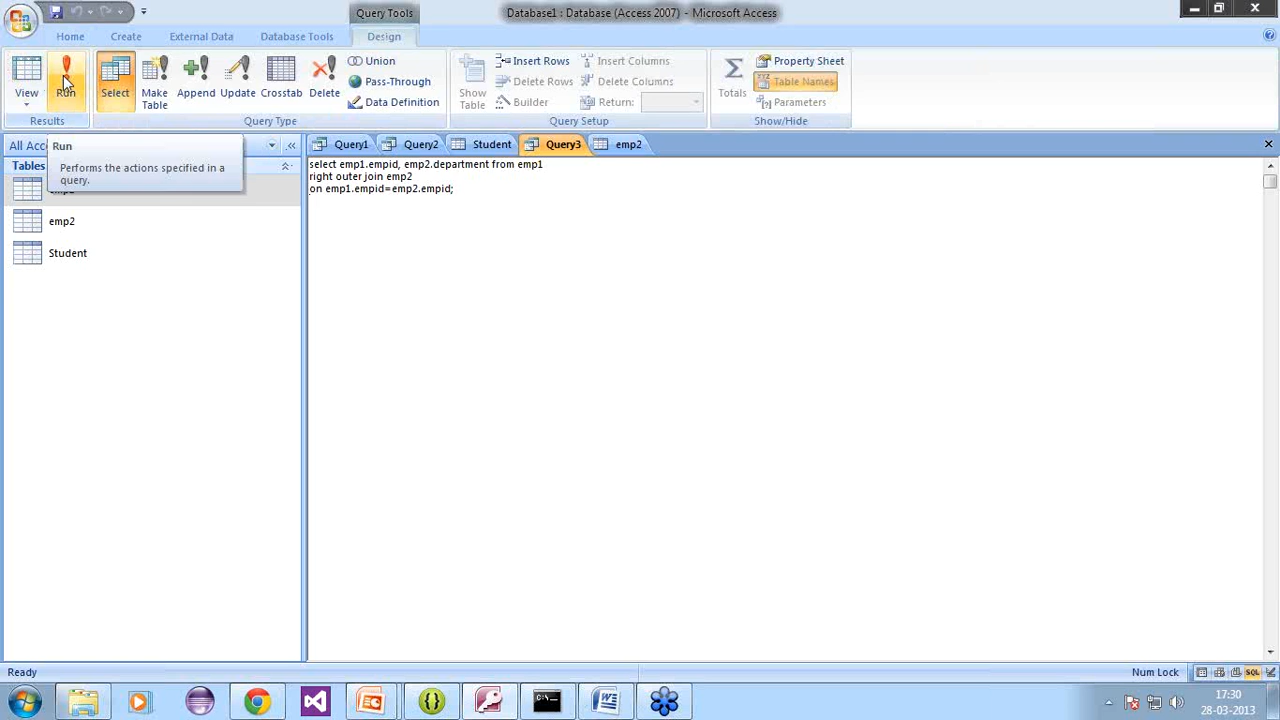 Query Tools
Database1 : Database (Access 2007) - Microsoft Access
Home
Create
External Data
Database Tools
Design
View
Run
Select
Make
Table
Append
Update
Crosstab
Delete
Union
Pass-Through
Data Definition
Show
Table
Insert Rows
Delete Rows
Builder
Insert Columns
Delete Columns
Return:
Totals
Property Sheet
Table Names
Parameters
Results
Query Type
Query Setup
Show/Hide
All Acc
Run
Performs the actions specified in a
query.
Tables
emp2
Student
Query1
Query2
Student
Query3
emp2
select emp1.empid, emp2.department from emp1
right outer join emp2
on emp1.empid=emp2.empid;
Ready
Num Lock
SQL
17:30
28-03-2013